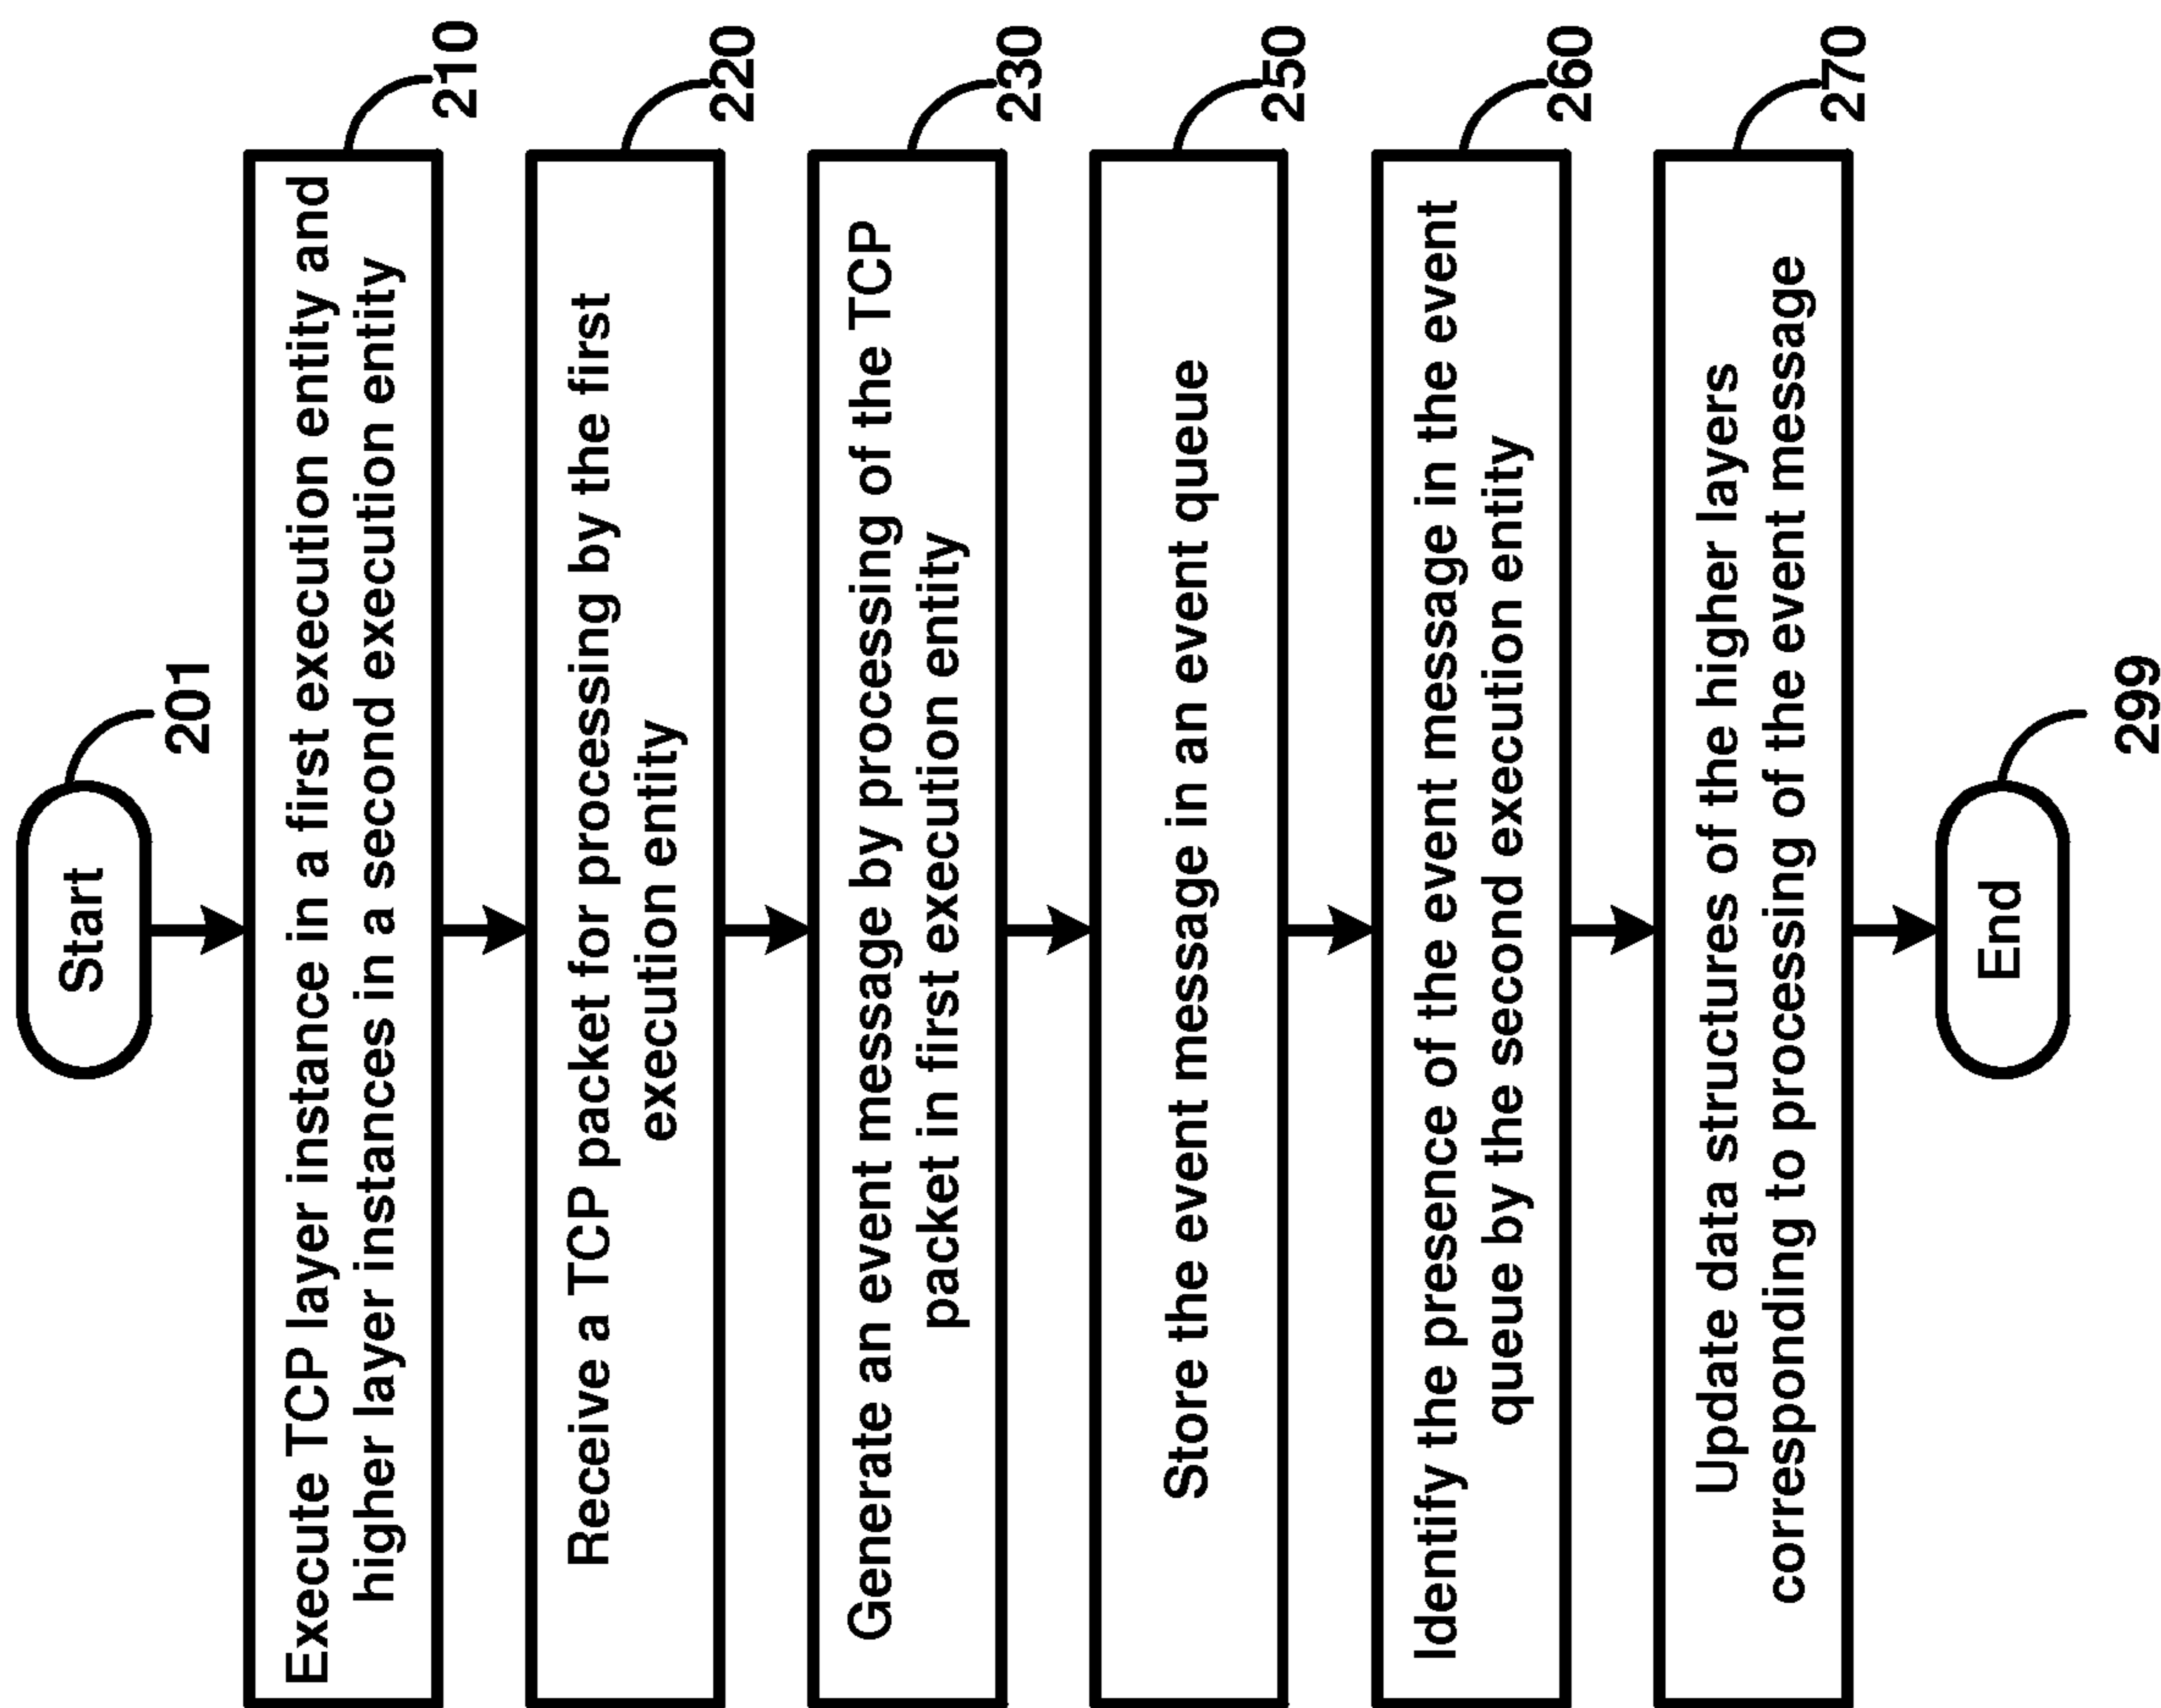 Start
201
Execute TCP layer instance in a first execution entity and
higher layer instances in a second execution entity
210
Receive a TCP packet for processing by the first
execution entity
220
Generate an event message by processing of the TCP
packet in first execution entity
230
Store the event message in an event queue
250
Identify the presence of the event message in the event
queue by the second execution entity
260
Update data structures of the higher layers
corresponding to processing of the event message
270
End
299